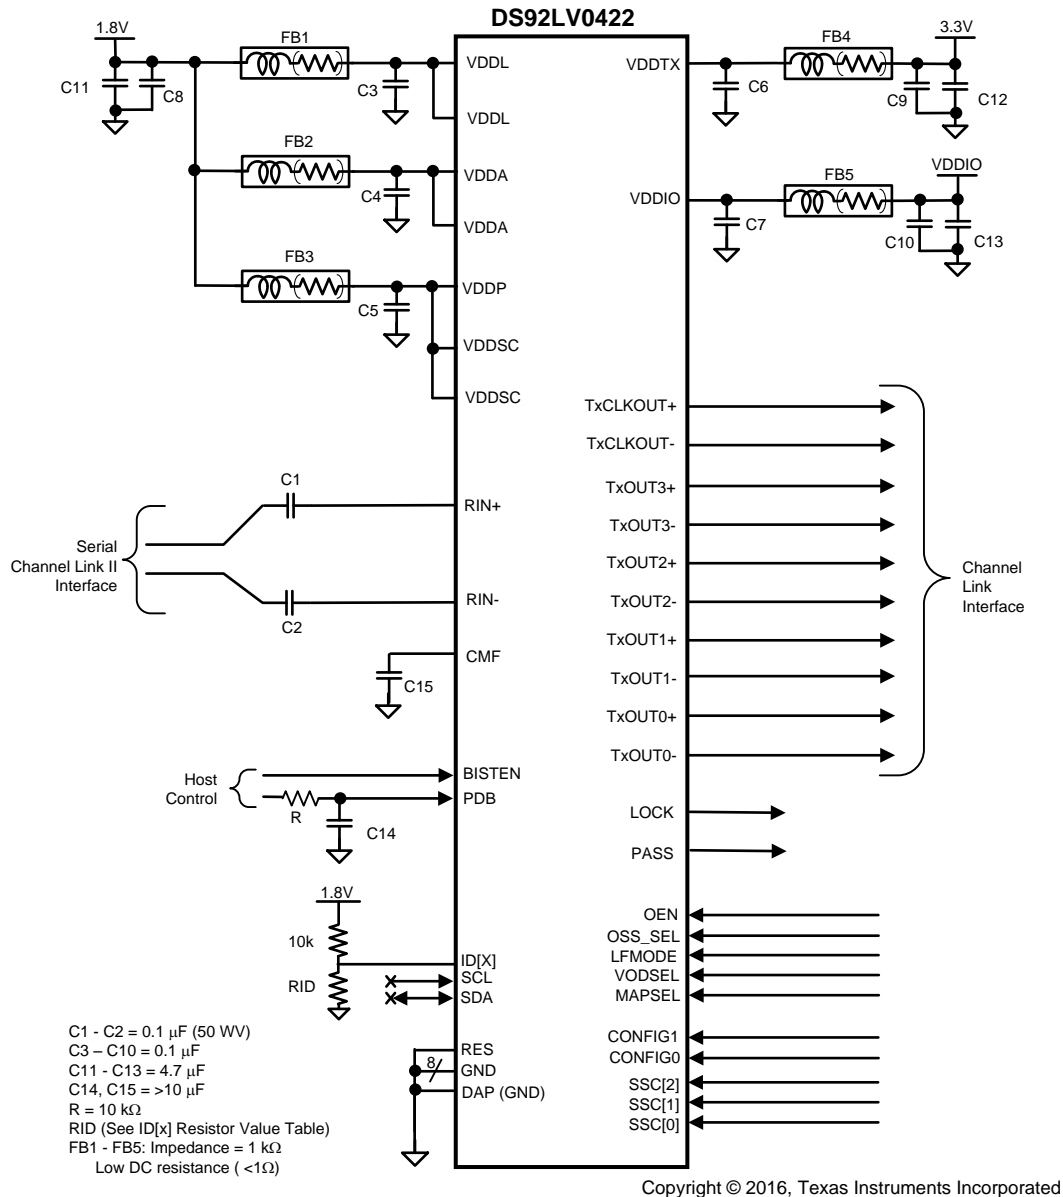 DS92LV0422
1.8V
FB1
C11
C8
C3
VDDL
VDDL
FB2
C4
VDDA
VDDA
FB3
C5
VDDP
VDDSC
VDDSC
VDDTX
C6
FB4
3.3V
C9
C12
VDDIO
C7
FB5
VDDIO
C10
C13
Serial
Channel Link II
Interface
C1
RIN+
C2
RIN-
CMF
C15
Host
Control
BISTEN
R
PDB
C14
1.8V
10k
RID
ID[X]
SCL
SDA
RES
8
GND
DAP (GND)
TxCLKOUT+
TxCLKOUT-
TxOUT3+
TxOUT3-
TxOUT2+
TxOUT2-
TxOUT1+
TxOUT1-
TxOUT0+
TxOUT0-
Channel
Link
Interface
LOCK
PASS
OEN
OSS_SEL
LFMODE
VODSEL
MAPSEL
CONFIG1
CONFIG0
SSC[2]
SSC[1]
SSC[0]
C1 - C2 = 0.1 μF (50 WV)
C3 – C10 = 0.1 μF
C11 - C13 = 4.7 μF
C14, C15 = >10 μF
R = 10 kΩ
RID (See ID[x] Resistor Value Table)
FB1 - FB5: Impedance = 1 kΩ
Low DC resistance ( <1Ω)
Copyright © 2016, Texas Instruments Incorporated